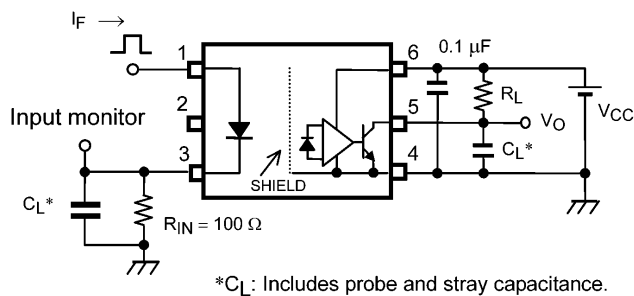 IF →
1
2
3
Input monitor
CL*
RIN = 100 Ω
SHIELD
6
5
4
0.1 μF
RL
VO
CL*
VCC
*CL: Includes probe and stray capacitance.